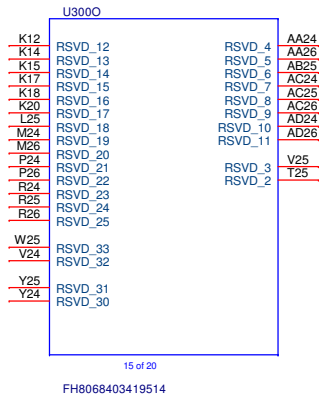 U300O
K12 RSVD_12 RSVD_4 AA24
K14 RSVD_13 RSVD_5 AA26
K15 RSVD_14 RSVD_6 AB25
K17 RSVD_15 RSVD_7 AC24
K18 RSVD_16 RSVD_8 AC25
K20 RSVD_17 RSVD_9 AC26
L25 RSVD_18 RSVD_10 AD24
M24 RSVD_19 RSVD_11 AD26
M26 RSVD_20
P24 RSVD_21 RSVD_3 V25
P26 RSVD_22 RSVD_2 T25
R24 RSVD_23
R25 RSVD_24
R26 RSVD_25
W25 RSVD_33
V24 RSVD_32
Y25 RSVD_31
Y24 RSVD_30
15 of 20
FH8068403419514